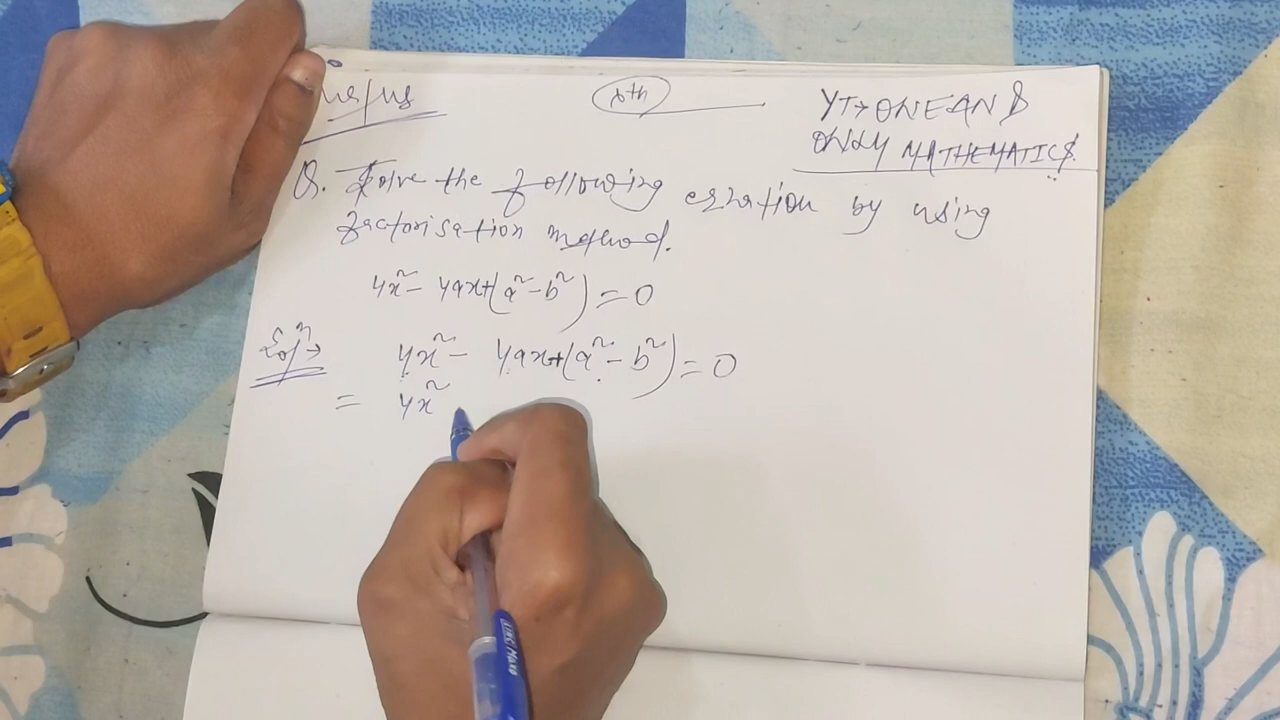 xth
YT→ ONE AND
ONLY MATHEMATICS.
Q. Solve the following equation by using
factorisation method.
4x² - 4ax+(a²-b²)=0
Solⁿ→ 4x² - 4ax+(a²-b²)=0
= 4x²